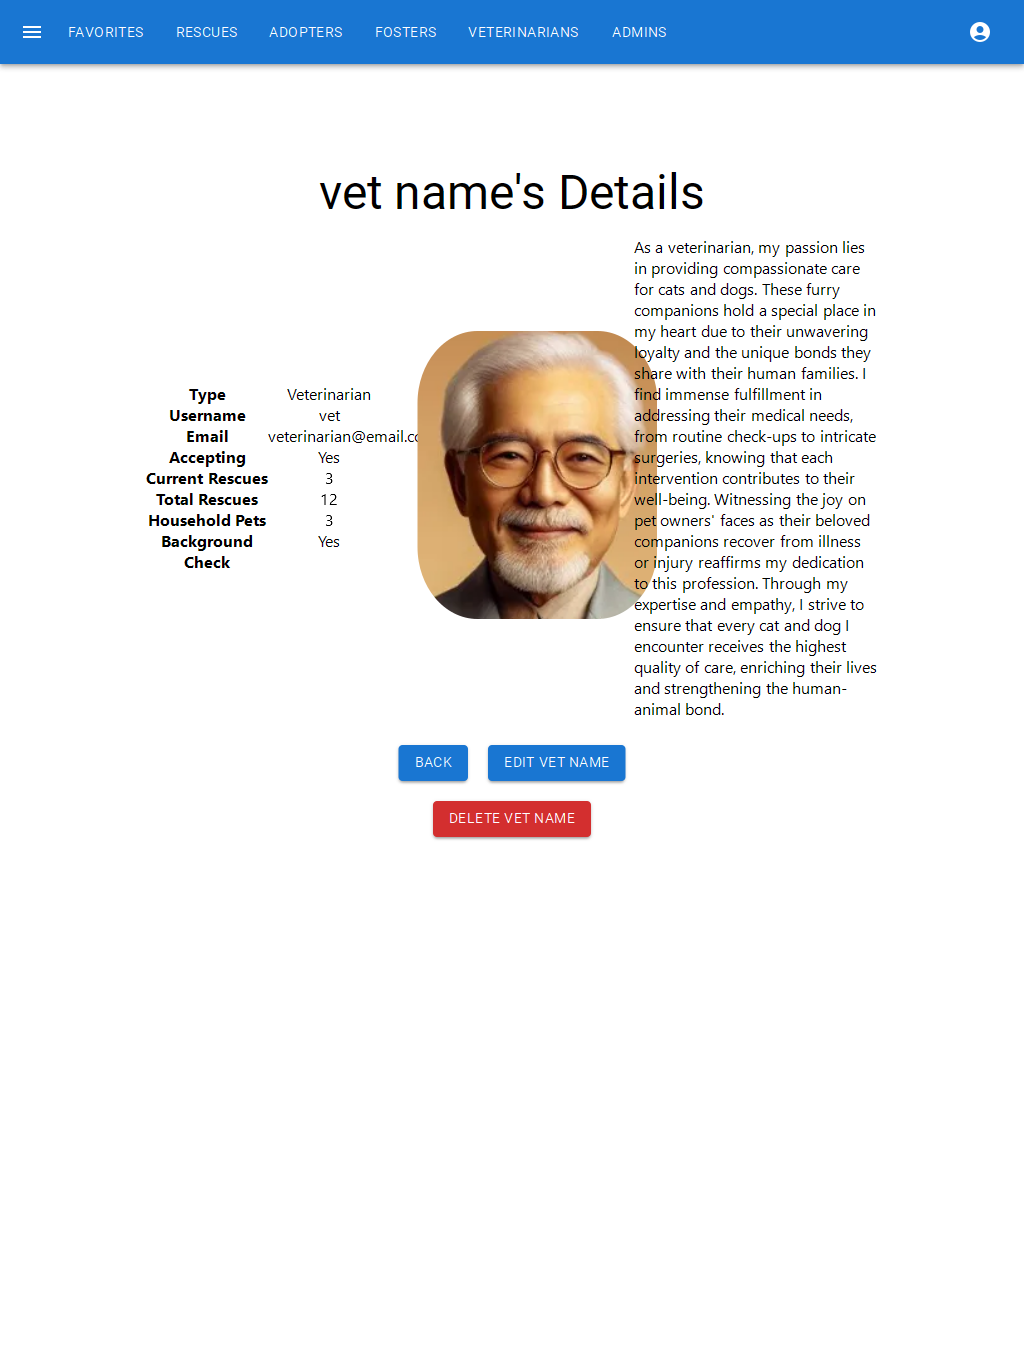 FAVORITES RESCUES ADOPTERS FOSTERS VETERINARIANS ADMINS
vet name's Details
Type Veterinarian
Username vet
Email veterinarian@email.co
Accepting Yes
Current Rescues 3
Total Rescues 12
Household Pets 3
Background Yes
Check
As a veterinarian, my passion lies
in providing compassionate care
for cats and dogs. These furry
companions hold a special place in
my heart due to their unwavering
loyalty and the unique bonds they
share with their human families. I
find immense fulfillment in
addressing their medical needs,
from routine check-ups to intricate
surgeries, knowing that each
intervention contributes to their
well-being. Witnessing the joy on
pet owners' faces as their beloved
companions recover from illness
or injury reaffirms my dedication
to this profession. Through my
expertise and empathy, I strive to
ensure that every cat and dog I
encounter receives the highest
quality of care, enriching their lives
and strengthening the human-
animal bond.
BACK EDIT VET NAME
DELETE VET NAME